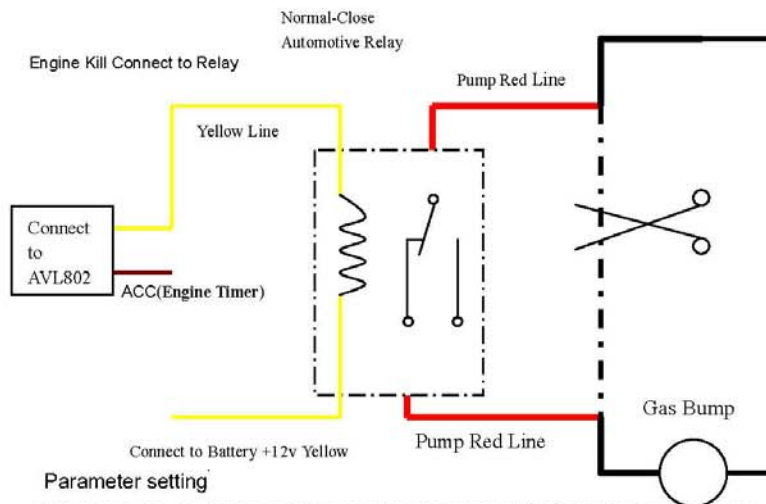 Normal-Close
Automotive Relay
Engine Kill Connect to Relay
Pump Red Line
Yellow Line
Connect
to
AVL802
ACC(Engine Timer)
Gas Bump
Connect to Battery +12v Yellow
Pump Red Line
Parameter setting